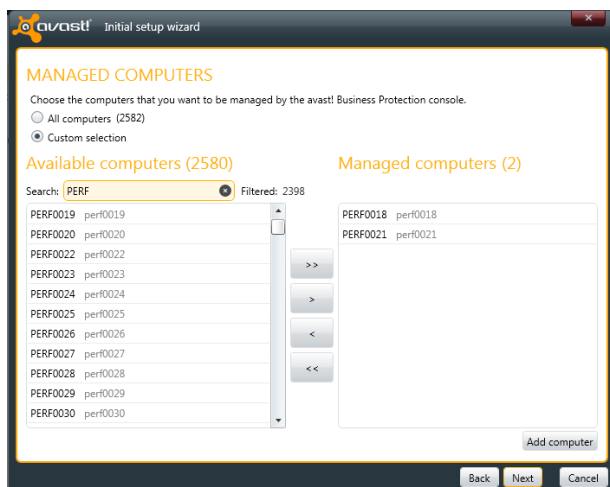 avast! Initial setup wizard
MANAGED COMPUTERS
Choose the computers that you want to be managed by the avast! Business Protection console.
All computers (2582)
Custom selection
Available computers (2580)
Managed computers (2)
Search: PERF
Filtered: 2398
PERF0019 perf0019
PERF0020 perf0020
PERF0022 perf0022
PERF0023 perf0023
PERF0024 perf0024
PERF0025 perf0025
PERF0026 perf0026
PERF0027 perf0027
PERF0028 perf0028
PERF0029 perf0029
PERF0030 perf0030
>>
>
<
<<
PERF0018 perf0018
PERF0021 perf0021
Add computer
Back Next Cancel